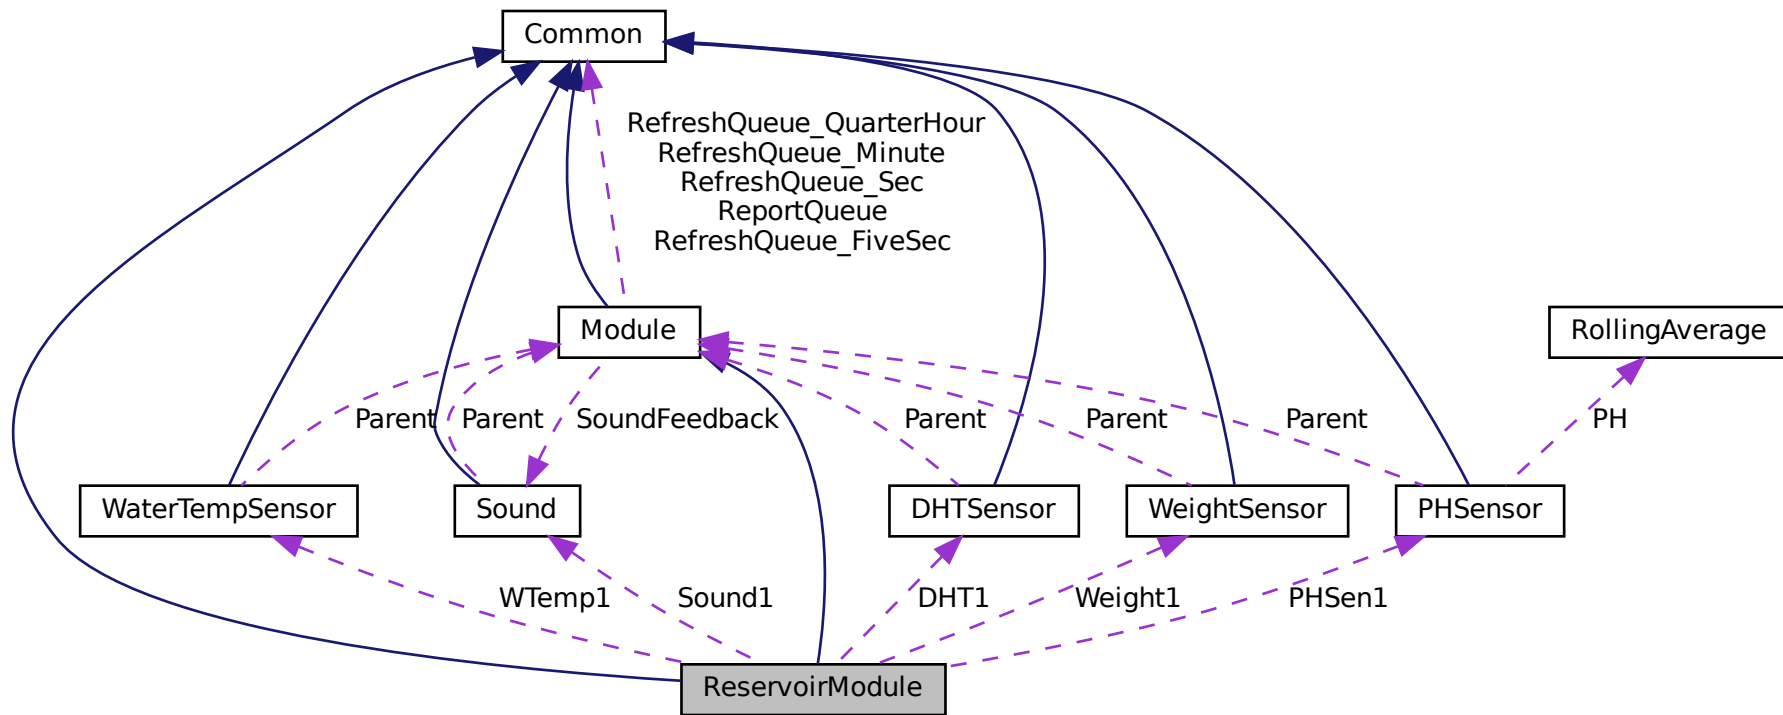 Common
RefreshQueue_QuarterHour
RefreshQueue_Minute
RefreshQueue_Sec
ReportQueue
RefreshQueue_FiveSec
Module
RollingAverage
Parent
Parent
SoundFeedback
Parent
Parent
Parent
PH
WaterTempSensor
Sound
DHTSensor
WeightSensor
PHSensor
WTemp1
Sound1
DHT1
Weight1
PHSen1
ReservoirModule